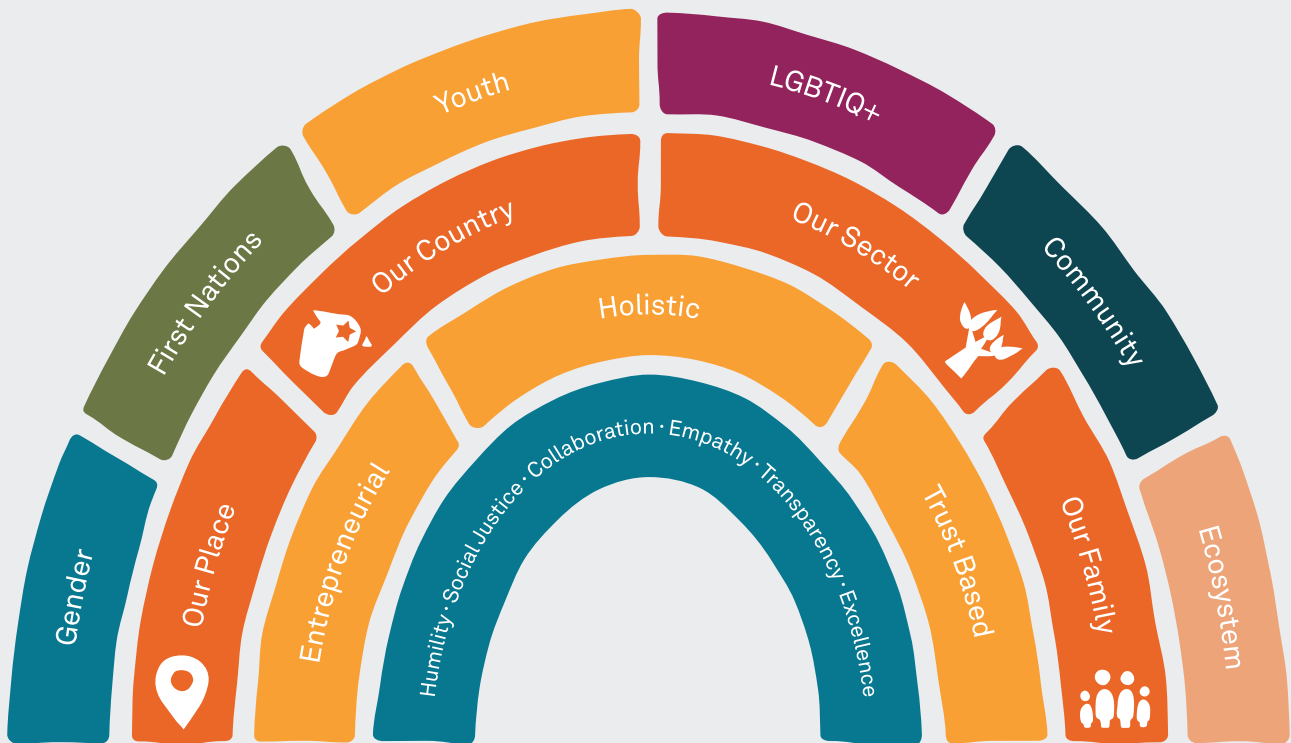 Gender
First Nations
Youth
LGBTIQ+
Community
Ecosystem
Our Place
Our Country
Our Sector
Our Family
Entrepreneurial
Holistic
Trust Based
Humility · Social Justice · Collaboration · Empathy · Transparency · Excellence